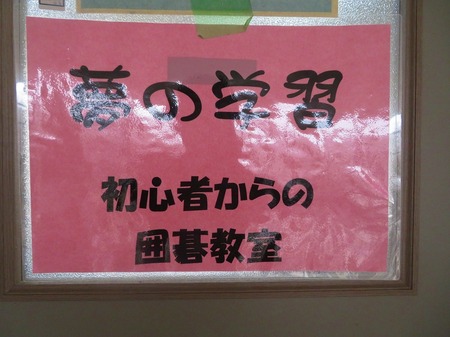 夢の学習
初心者からの
囲碁教室